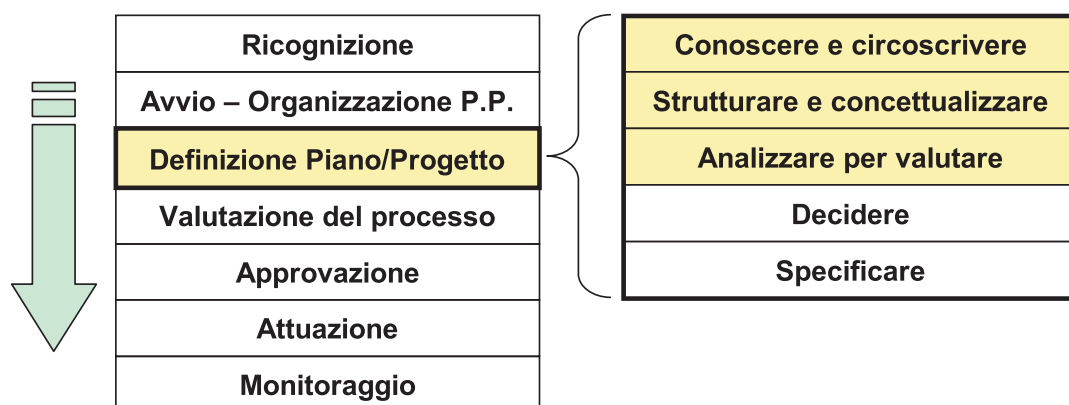 Ricognizione
Avvio – Organizzazione P.P.
Definizione Piano/Progetto
Valutazione del processo
Approvazione
Attuazione
Monitoraggio
Conoscere e circoscrivere
Strutturare e concettualizzare
Analizzare per valutare
Decidere
Specificare